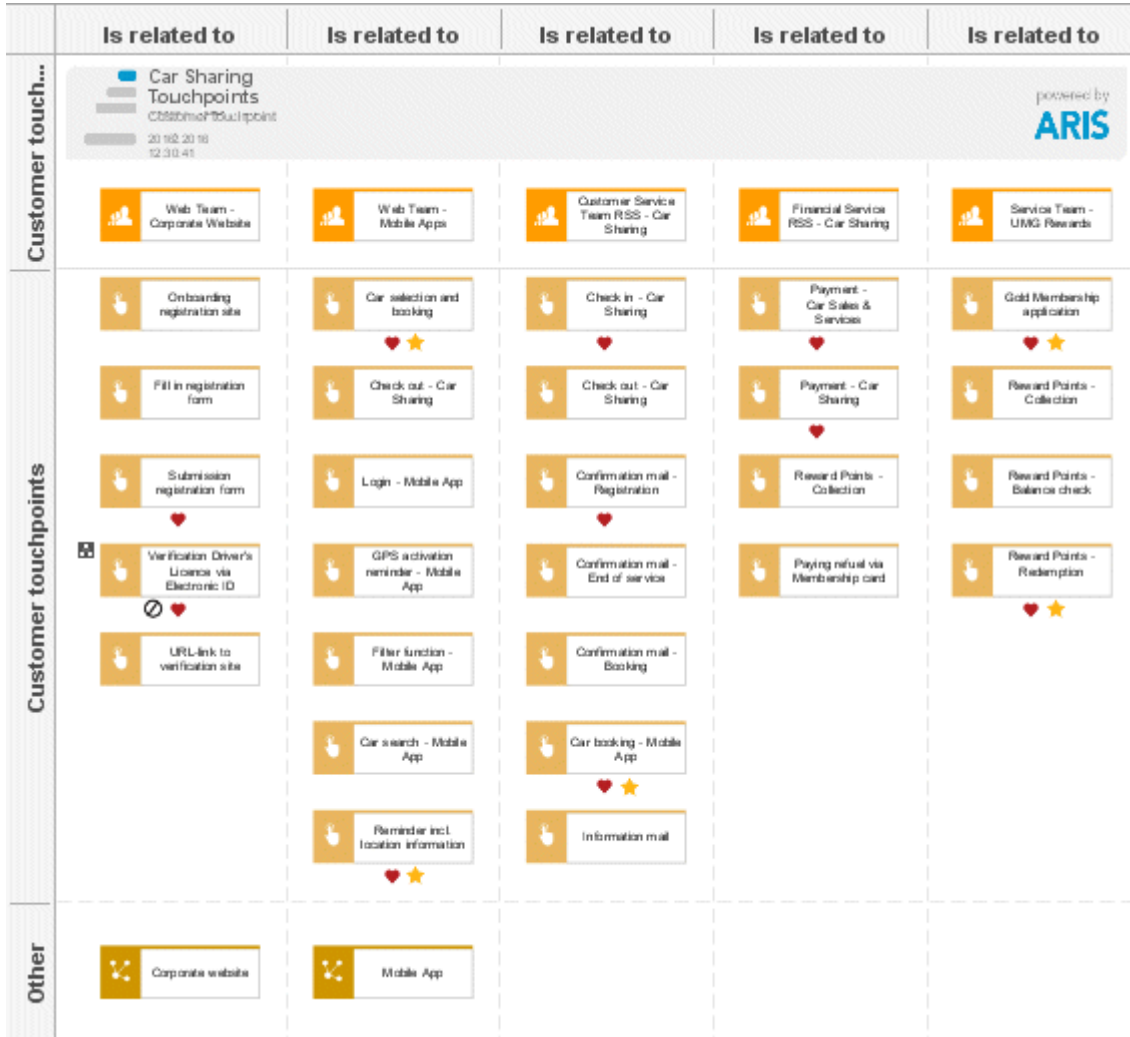 Is related to
Is related to
Is related to
Is related to
Is related to
Customer touch...
Car Sharing
Touchpoints
powered by
ARIS
12:30:41
Web Team -
Corporate Website
Web Team -
Mobile Apps
Customer Service
Team RSS - Car
Sharing
Financial Service
RSS - Car Sharing
Service Team -
UMG Rewards
Customer touchpoints
Onboarding
registration site
Car selection and
booking
Check in - Car
Sharing
Payment -
Car Sales &
Services
Gold Membership
application
Fill in registration
form
Check out - Car
Sharing
Check out - Car
Sharing
Payment - Car
Sharing
Reward Points -
Collection
Submission
registration form
Login - Mobile App
Confirmation mail -
Registration
Reward Points -
Collection
Reward Points -
Balance check
Verification Driver's
Licence via
Electronic ID
GPS activation
reminder - Mobile
App
Confirmation mail -
End of service
Paying refuel via
Membership card
Reward Points -
Redemption
URL-link to
verification site
Filter function -
Mobile App
Confirmation mail -
Booking
Car search - Mobile
App
Car booking - Mobile
App
Reminder incl.
location information
Information mail
Other
Corporate website
Mobile App